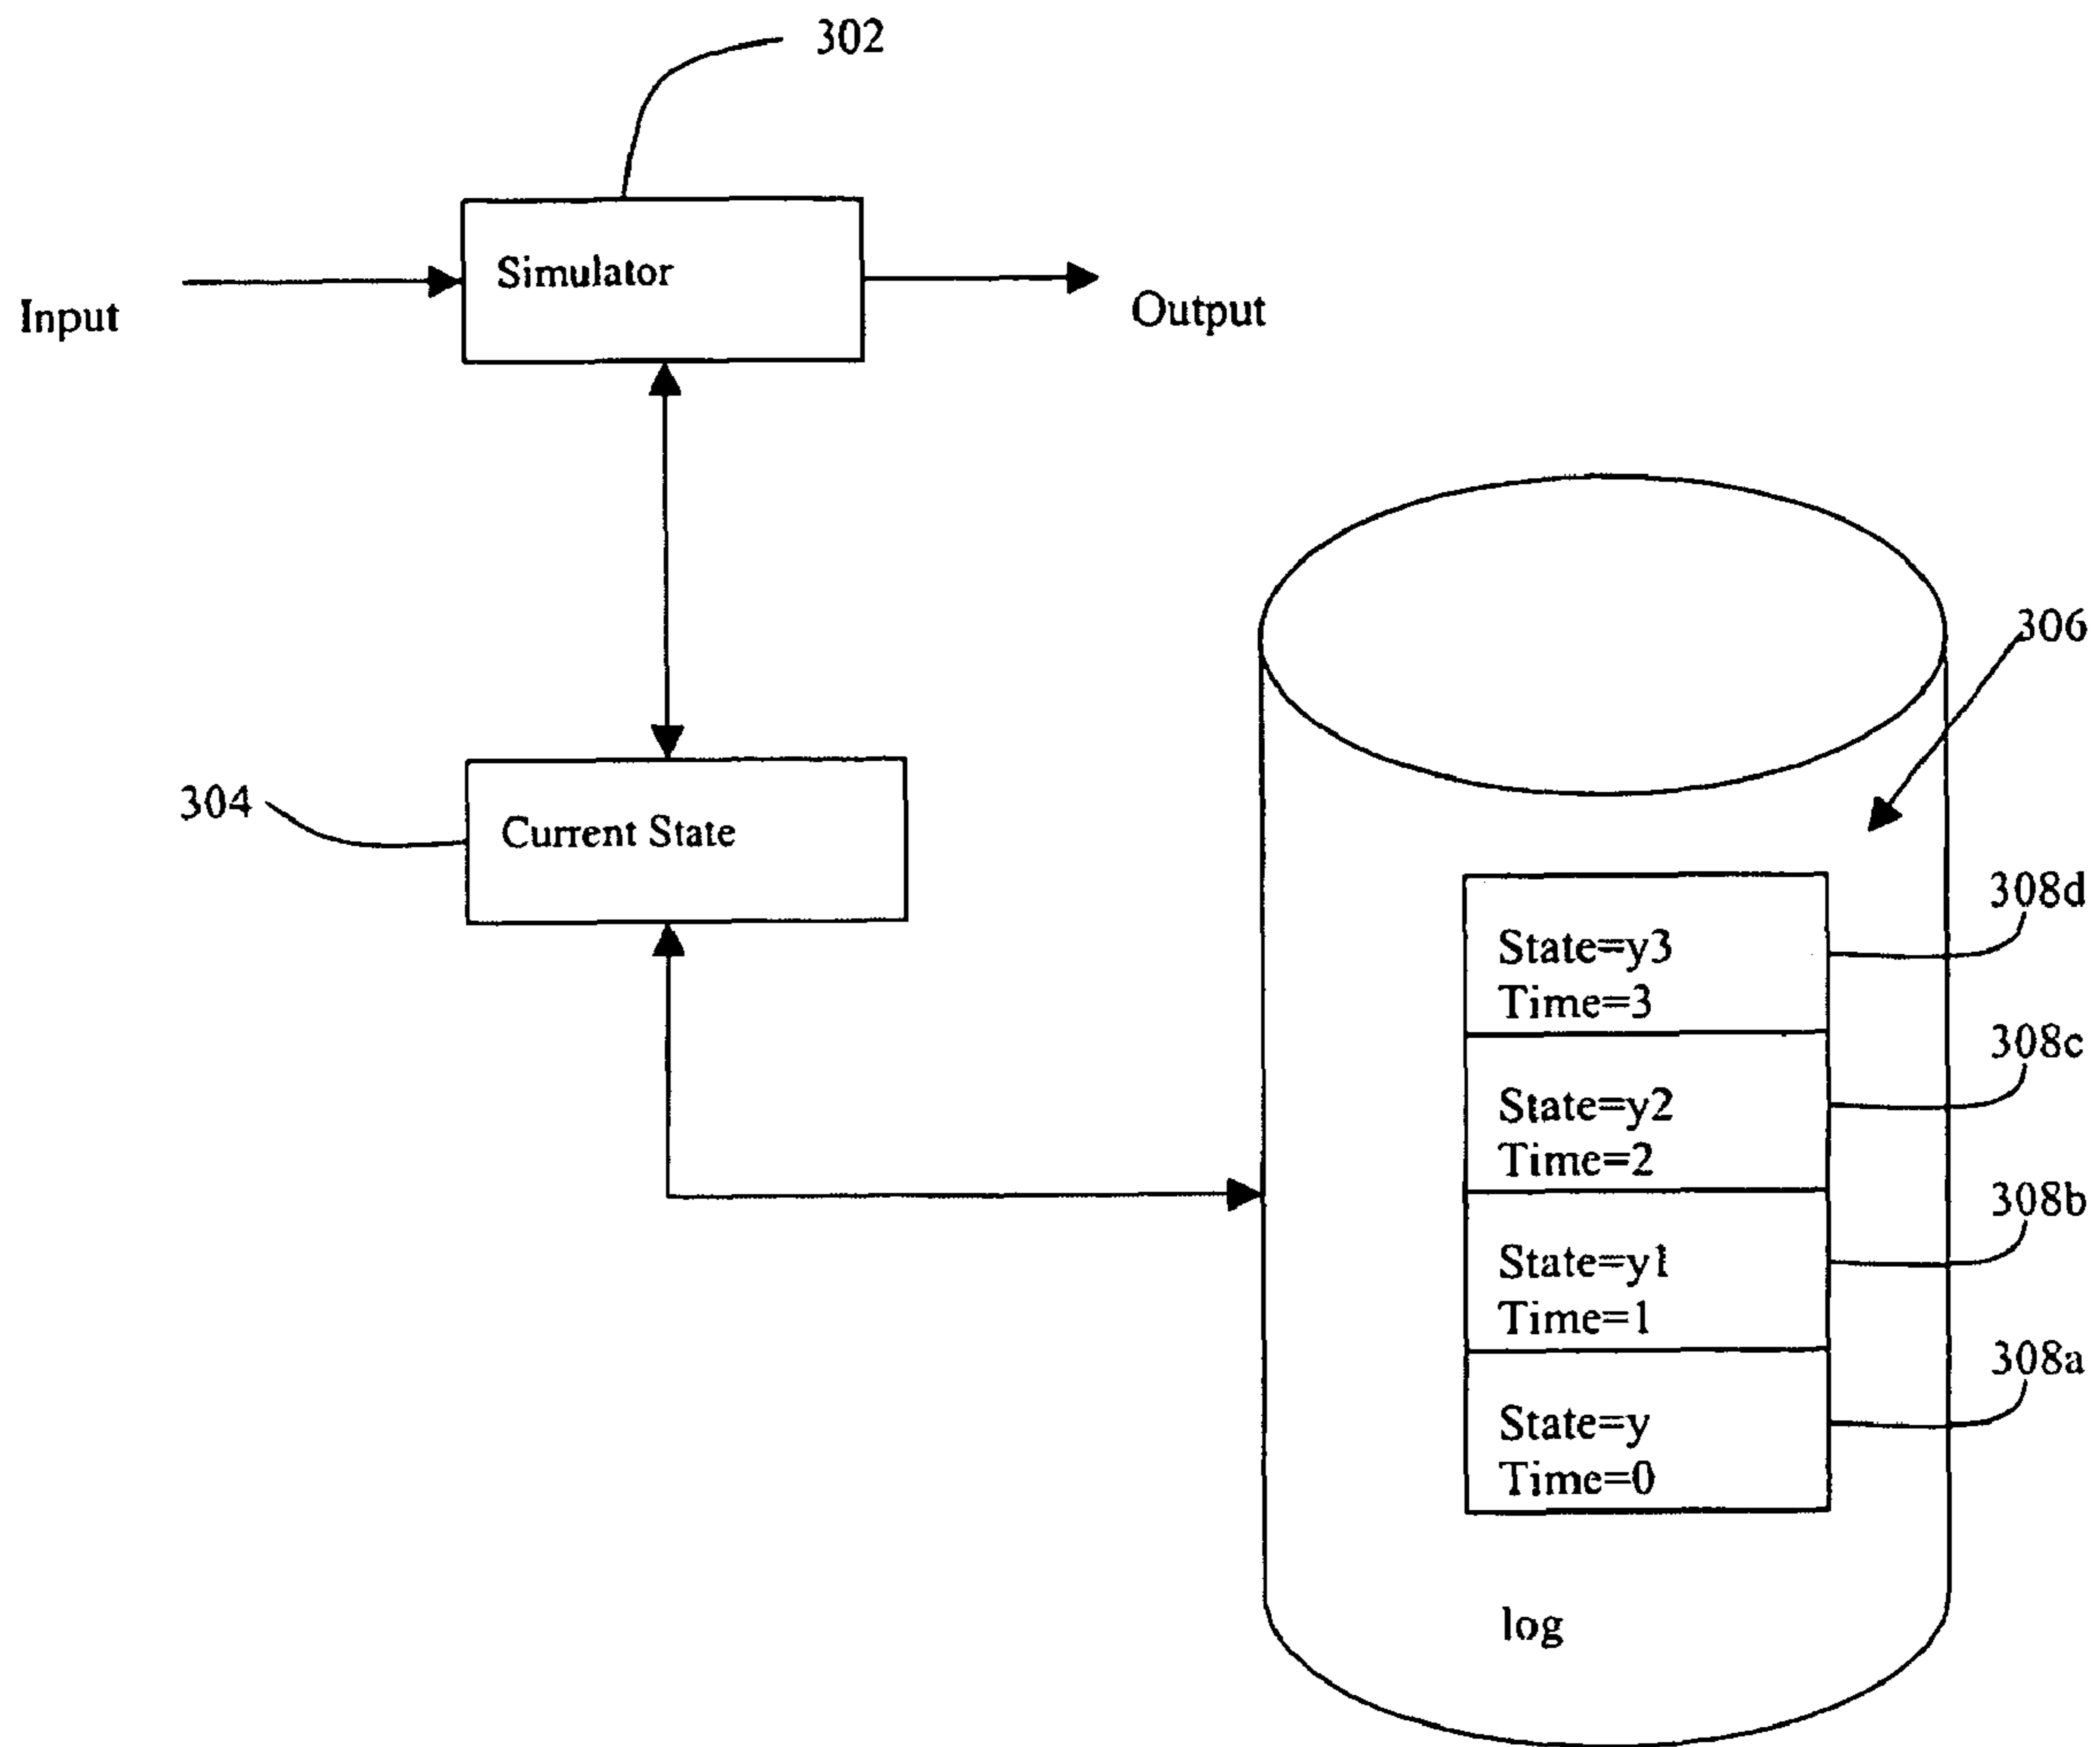 302
Simulator
Input
Output
306
304
Current State
308d
State=y3
Time=3
308c
State=y2
Time=2
308b
State=y1
Time=1
308a
State=y
Time=0
log